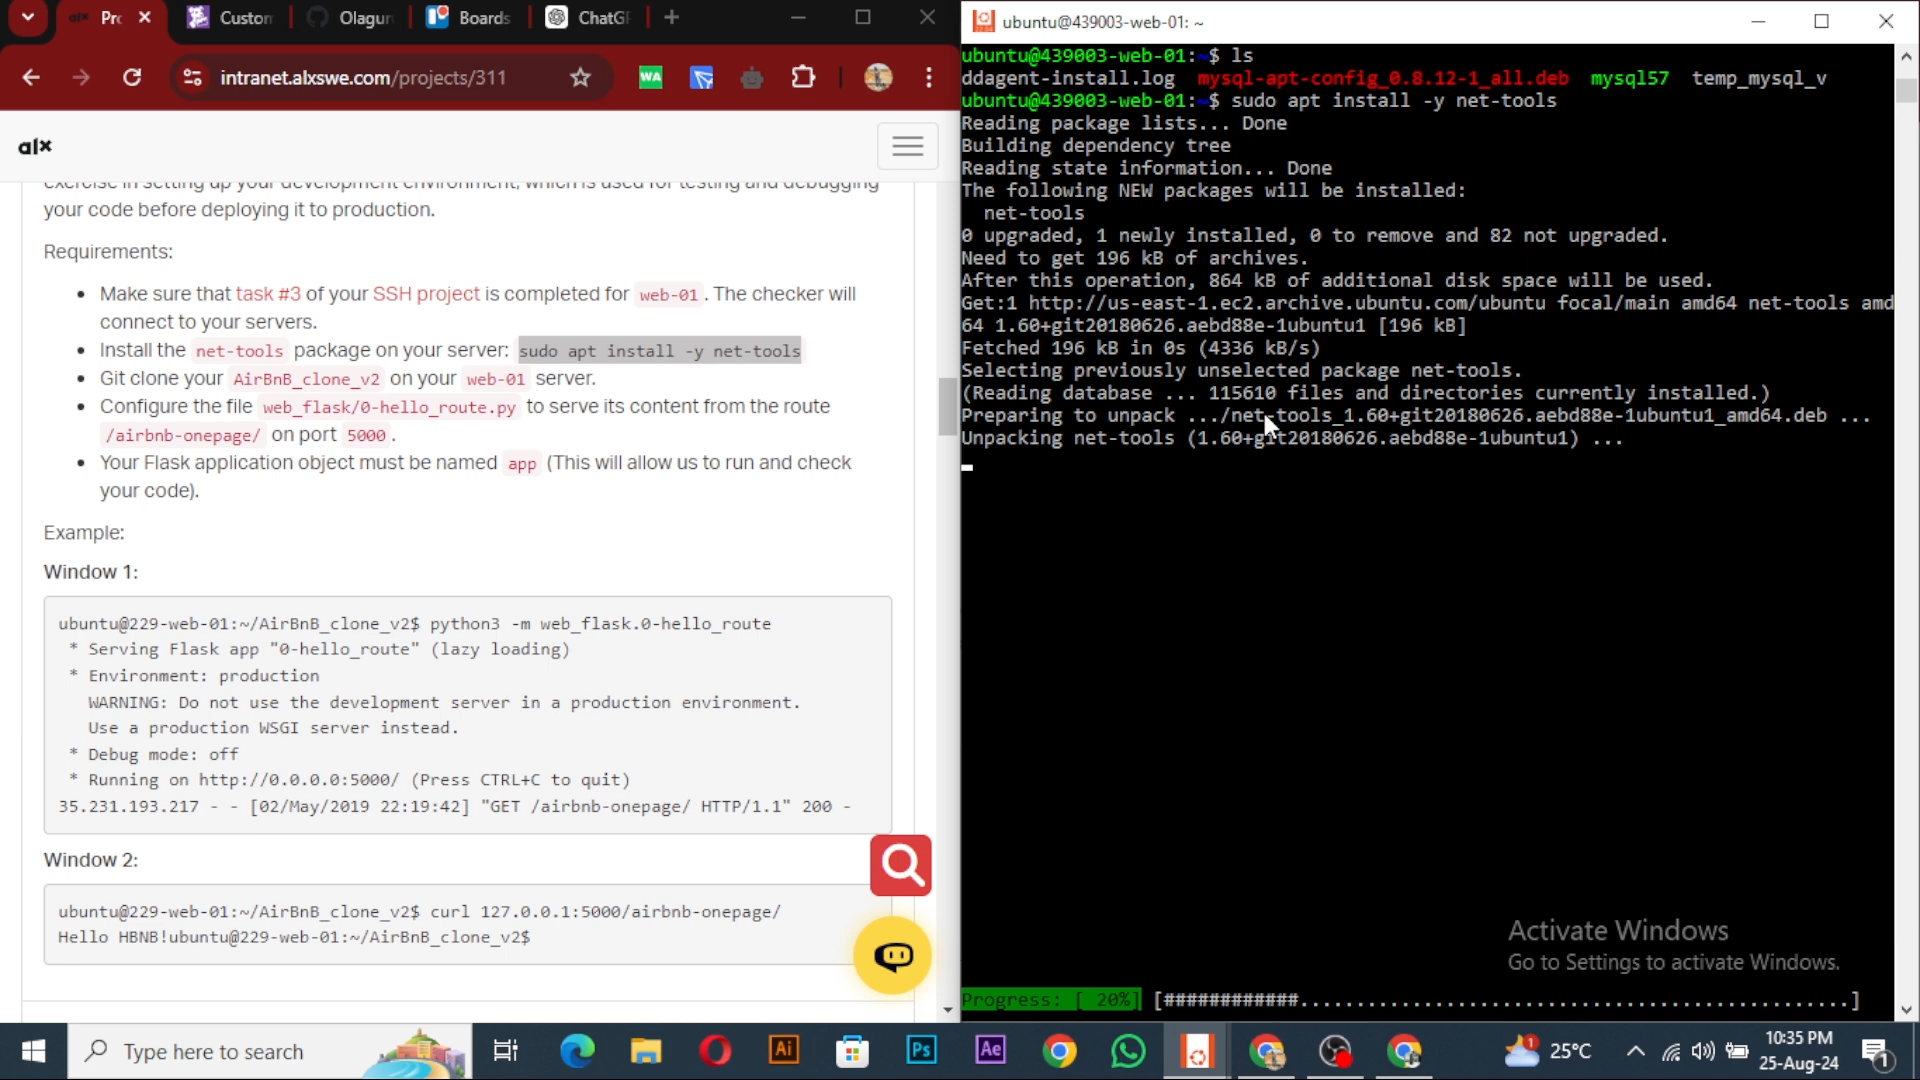 Pro
Custom
Olagun
Boards
ChatGP
intranet.alxswe.com/projects/311
WA
alx
your code before deploying it to production.
Requirements:
Make sure that task #3 of your SSH project is completed for web-01. The checker will
connect to your servers.
Install the net-tools package on your server: sudo apt install -y net-tools
Git clone your AirBnB_clone_v2 on your web-01 server.
Configure the file web_flask/0-hello_route.py to serve its content from the route
/airbnb-onepage/ on port 5000.
Your Flask application object must be named app (This will allow us to run and check
your code).
Example:
Window 1:
ubuntu@229-web-01:~/AirBnB_clone_v2$ python3 -m web_flask.0-hello_route
* Serving Flask app "0-hello_route" (lazy loading)
* Environment: production
WARNING: Do not use the development server in a production environment.
Use a production WSGI server instead.
* Debug mode: off
* Running on http://0.0.0.0:5000/ (Press CTRL+C to quit)
35.231.193.217 - - [02/May/2019 22:19:42] "GET /airbnb-onepage/ HTTP/1.1" 200 -
Window 2:
ubuntu@229-web-01:~/AirBnB_clone_v2$ curl 127.0.0.1:5000/airbnb-onepage/
Hello HBNB!ubuntu@229-web-01:~/AirBnB_clone_v2$
ubuntu@439003-web-01: ~
ubuntu@439003-web-01:~$ ls
ddagent-install.log mysql-apt-config_0.8.12-1_all.deb mysql57 temp_mysql_v
ubuntu@439003-web-01:~$ sudo apt install -y net-tools
Reading package lists... Done
Building dependency tree
Reading state information... Done
The following NEW packages will be installed:
net-tools
0 upgraded, 1 newly installed, 0 to remove and 82 not upgraded.
Need to get 196 kB of archives.
After this operation, 864 kB of additional disk space will be used.
Get:1 http://us-east-1.ec2.archive.ubuntu.com/ubuntu focal/main amd64 net-tools amd
64 1.60+git20180626.aebd88e-1ubuntu1 [196 kB]
Fetched 196 kB in 0s (4336 kB/s)
Selecting previously unselected package net-tools.
(Reading database ... 115610 files and directories currently installed.)
Preparing to unpack .../net-tools_1.60+git20180626.aebd88e-1ubuntu1_amd64.deb ...
Unpacking net-tools (1.60+git20180626.aebd88e-1ubuntu1) ...
Activate Windows
Go to Settings to activate Windows.
Progress: [ 20%] [############.................................................]
Type here to search
Ai
Ps
Ae
1
25°C
10:35 PM
25-Aug-24
1